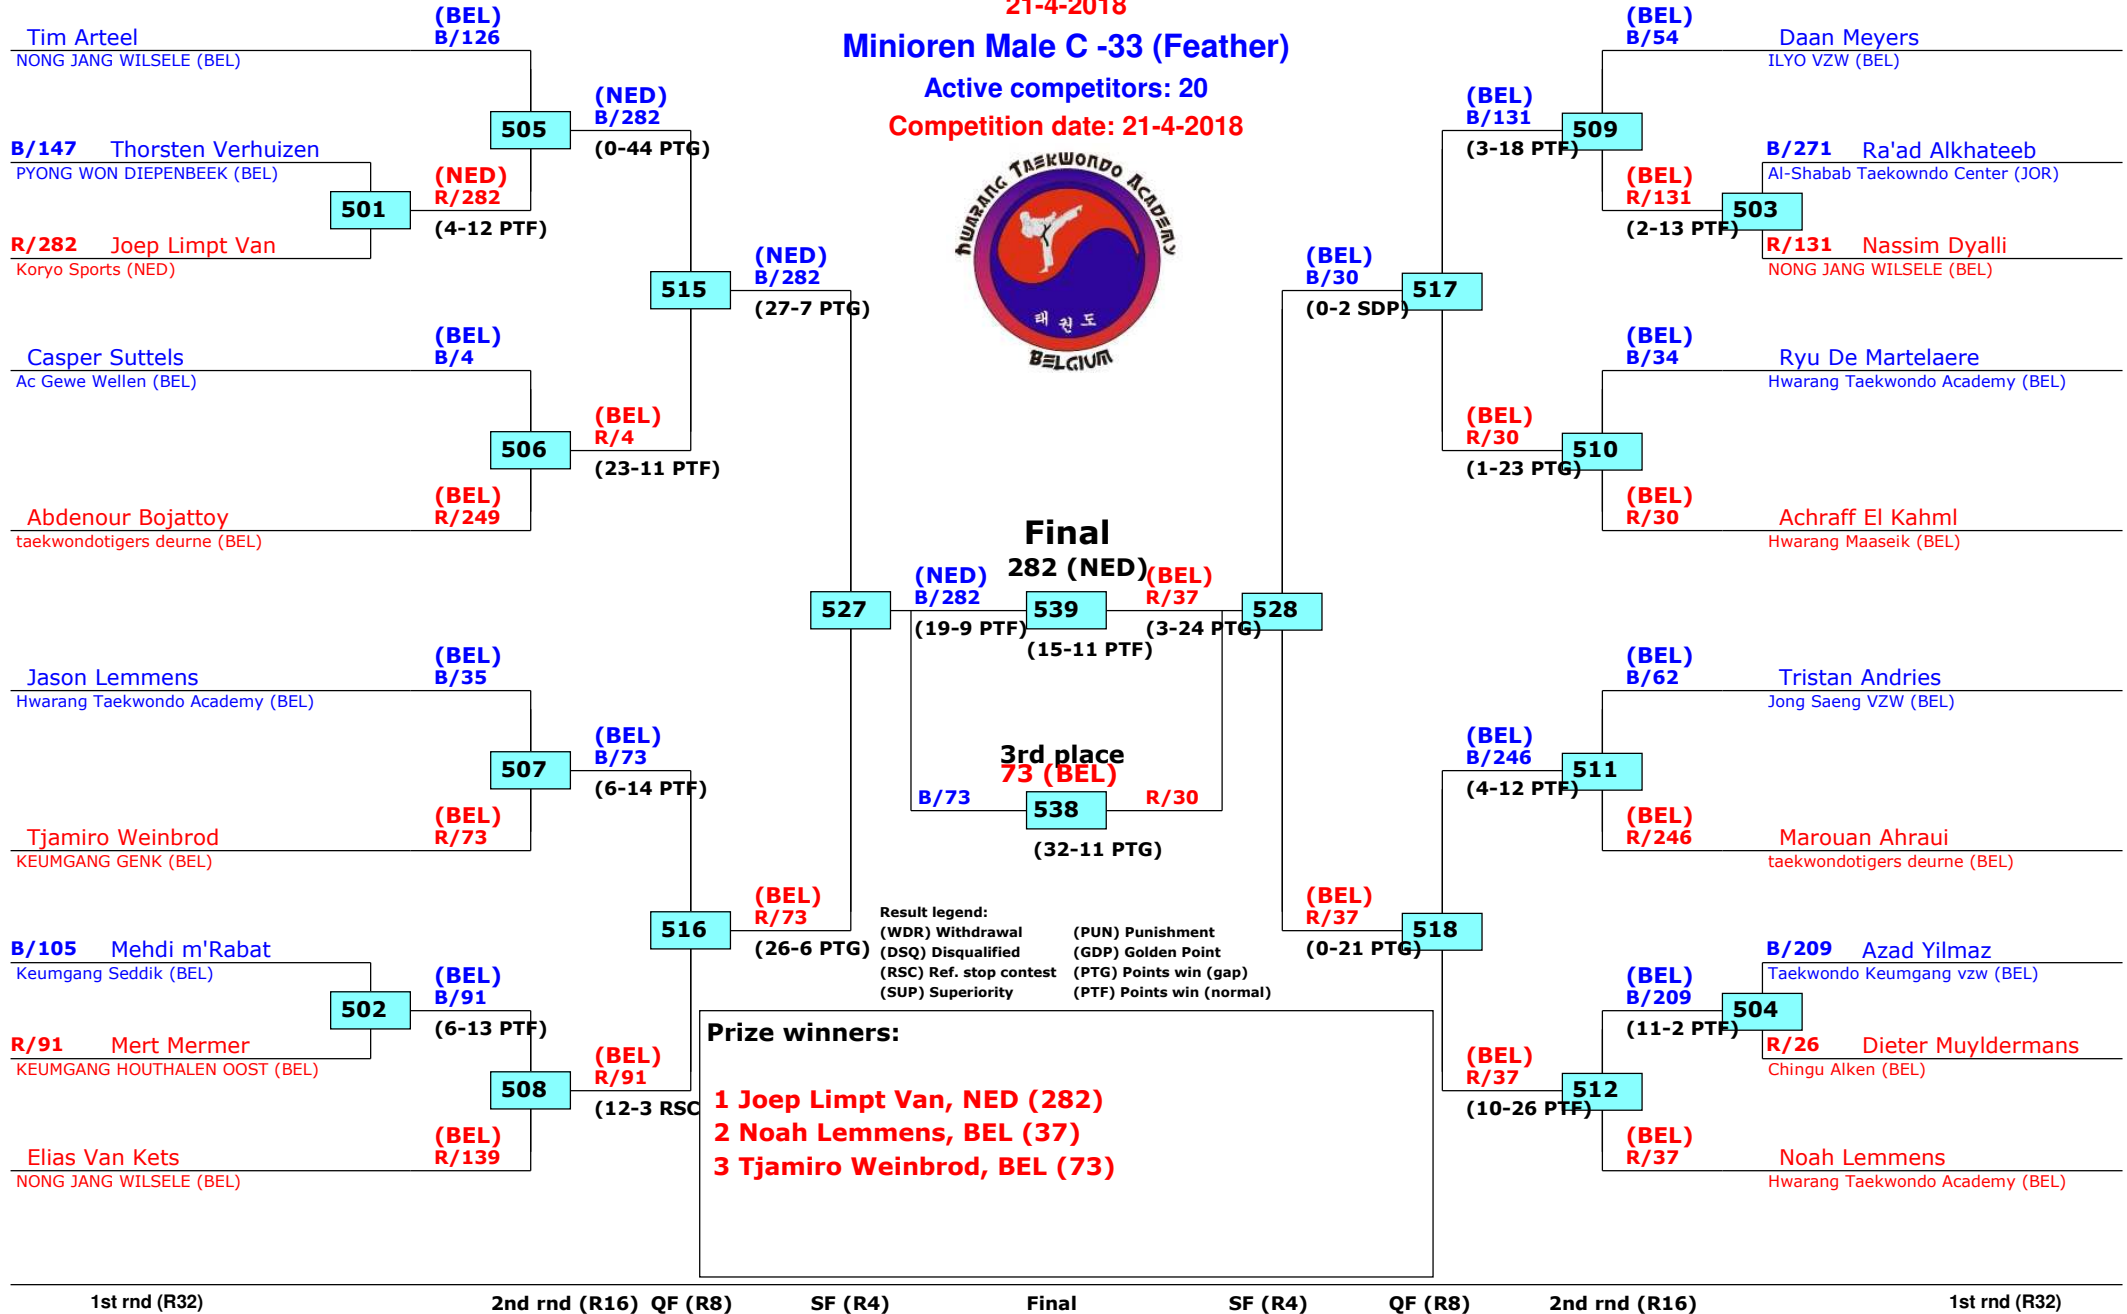 21-4-2018
Minioren Male C -33 (Feather)
Active competitors: 20
Competition date: 21-4-2018
HWARANG TAEKWONDO ACADEMY
태 권 도
BELGIUM
Tim Arteel
NONG JANG WILSELE (BEL)
(BEL)
B/126
B/147 Thorsten Verhuizen
PYONG WON DIEPENBEEK (BEL)
501
R/282 Joep Limpt Van
Koryo Sports (NED)
(NED)
R/282
(4-12 PTF)
505
(NED)
B/282
(0-44 PTG)
Casper Suttels
Ac Gewe Wellen (BEL)
(BEL)
B/4
506
Abdenour Bojattoy
taekwondotigers deurne (BEL)
(BEL)
R/249
(BEL)
R/4
(23-11 PTF)
515
(NED)
B/282
(27-7 PTG)
Jason Lemmens
Hwarang Taekwondo Academy (BEL)
(BEL)
B/35
507
Tjamiro Weinbrod
KEUMGANG GENK (BEL)
(BEL)
R/73
(BEL)
B/73
(6-14 PTF)
B/105 Mehdi m'Rabat
Keumgang Seddik (BEL)
502
R/91 Mert Mermer
KEUMGANG HOUTHALEN OOST (BEL)
(BEL)
B/91
(6-13 PTF)
508
Elias Van Kets
NONG JANG WILSELE (BEL)
(BEL)
R/139
(BEL)
R/91
(12-3 RSC
516
(BEL)
R/73
(26-6 PTG)
527
(NED)
B/282
(19-9 PTF)
Final
282 (NED)
539
(15-11 PTF)
(BEL)
R/37
(3-24 PTG)
528
3rd place
73 (BEL)
B/73
538
R/30
(32-11 PTG)
(BEL)
B/54
Daan Meyers
ILYO VZW (BEL)
(BEL)
B/131
(3-18 PTF)
509
B/271 Ra'ad Alkhateeb
Al-Shabab Taekowndo Center (JOR)
(BEL)
R/131
(2-13 PTF)
503
R/131 Nassim Dyalli
NONG JANG WILSELE (BEL)
(BEL)
B/30
(0-2 SDP)
517
(BEL)
B/34
Ryu De Martelaere
Hwarang Taekwondo Academy (BEL)
(BEL)
R/30
(1-23 PTG)
510
(BEL)
R/30
Achraff El Kahml
Hwarang Maaseik (BEL)
(BEL)
B/62
Tristan Andries
Jong Saeng VZW (BEL)
(BEL)
B/246
(4-12 PTF)
511
(BEL)
R/246
Marouan Ahraui
taekwondotigers deurne (BEL)
(BEL)
R/37
(0-21 PTG)
518
B/209 Azad Yilmaz
Taekwondo Keumgang vzw (BEL)
(BEL)
B/209
(11-2 PTF)
504
R/26 Dieter Muyldermans
Chingu Alken (BEL)
(BEL)
R/37
(10-26 PTF)
512
(BEL)
R/37
Noah Lemmens
Hwarang Taekwondo Academy (BEL)
Result legend:
(WDR) Withdrawal (PUN) Punishment
(DSQ) Disqualified (GDP) Golden Point
(RSC) Ref. stop contest (PTG) Points win (gap)
(SUP) Superiority (PTF) Points win (normal)
Prize winners:
1 Joep Limpt Van, NED (282)
2 Noah Lemmens, BEL (37)
3 Tjamiro Weinbrod, BEL (73)
1st rnd (R32) 2nd rnd (R16) QF (R8) SF (R4) Final SF (R4) QF (R8) 2nd rnd (R16) 1st rnd (R32)